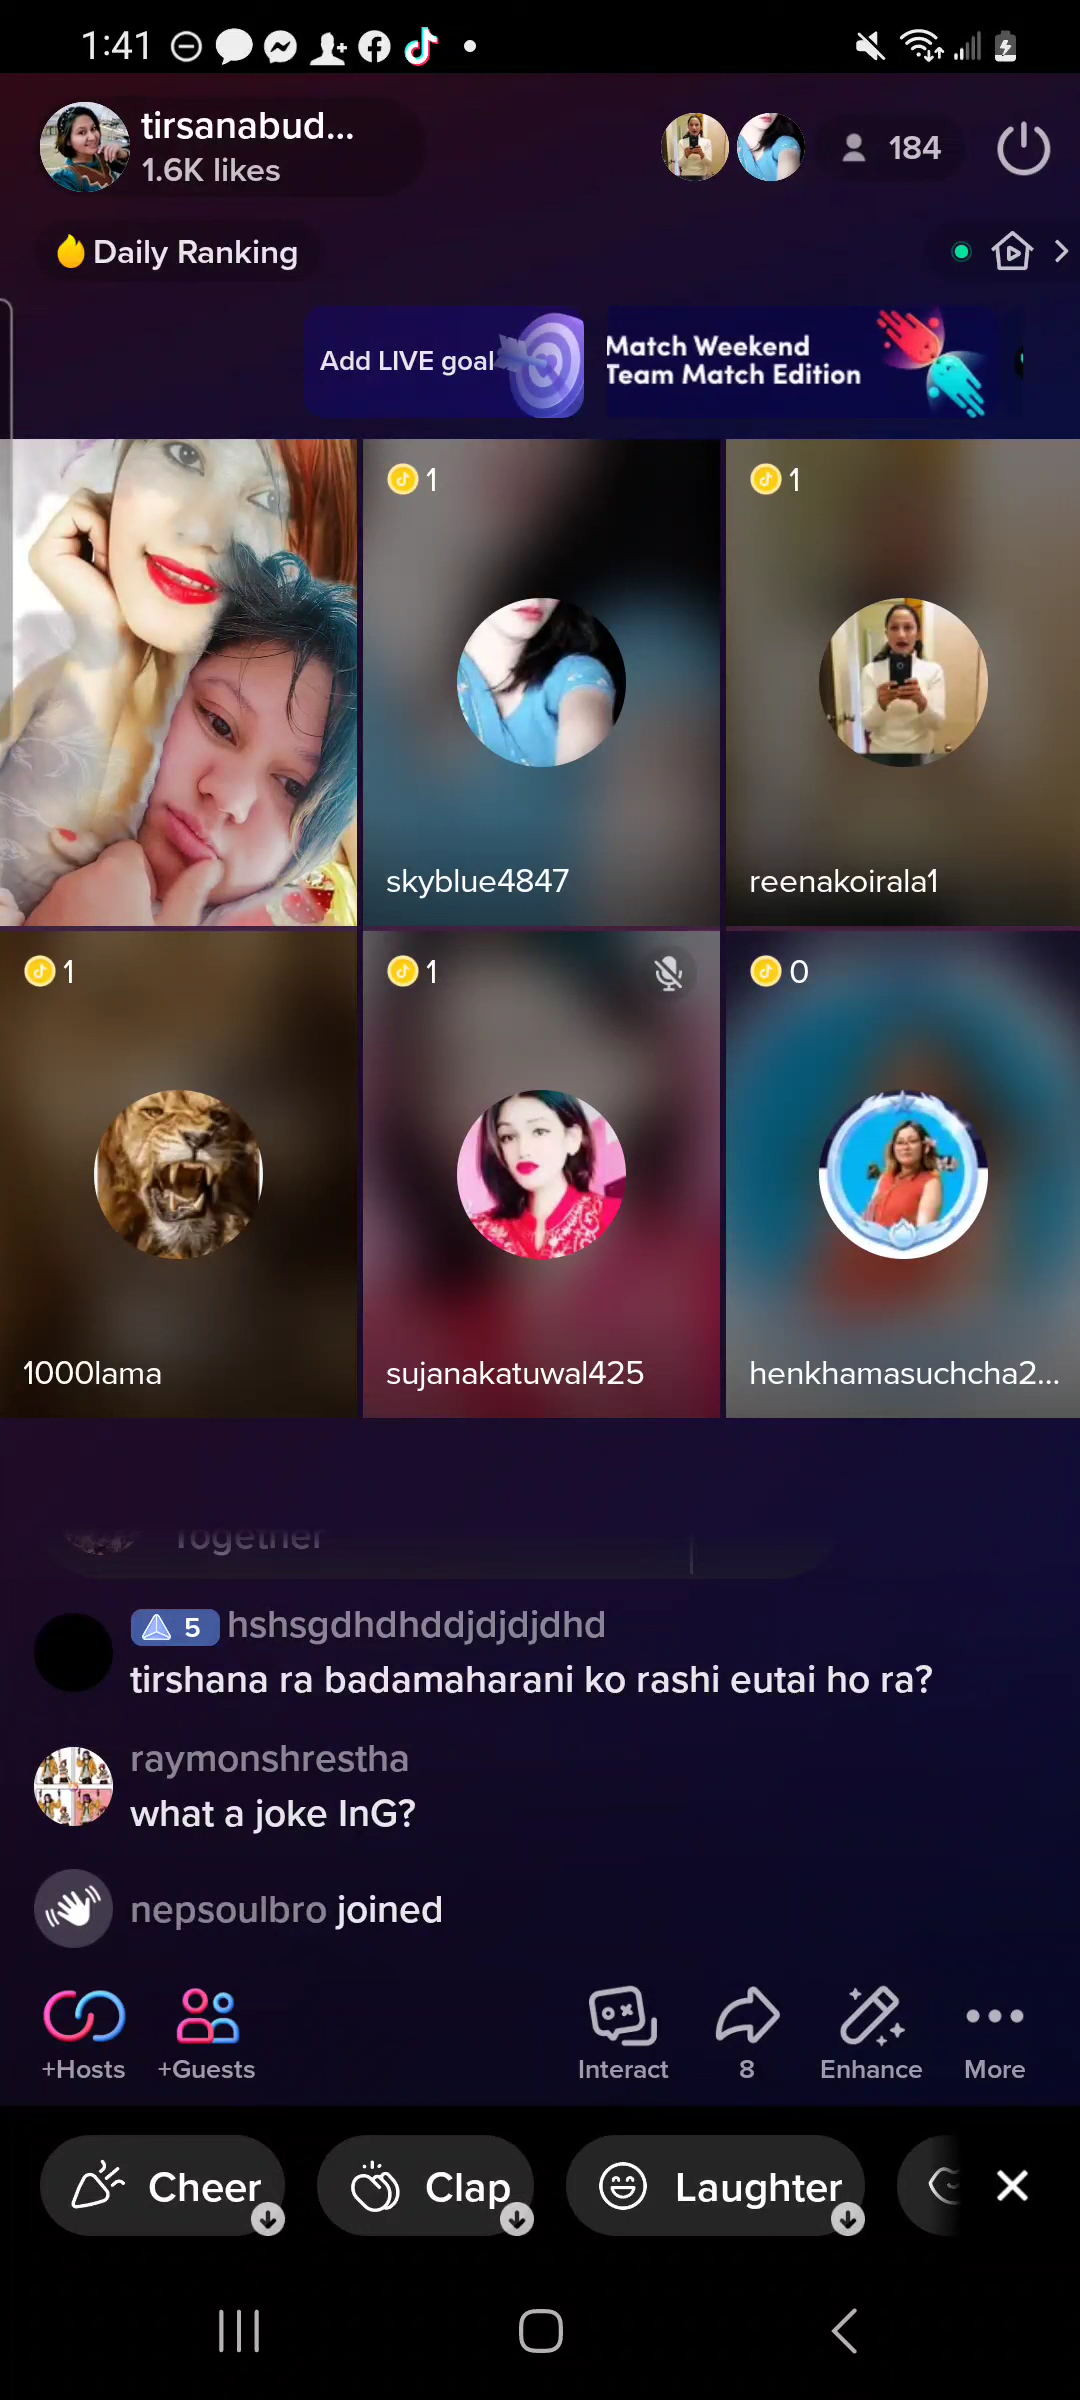 1:41
tirsanabud...
1.6K likes
184
Daily Ranking
Add LIVE goal
Match Weekend
Team Match Edition
1
1
skyblue4847
reenakoirala1
1
1
0
1000lama
sujanakatuwal425
henkhamasuchcha2...
Together
5 hshsgdhdhddjdjdjdhd
tirshana ra badamaharani ko rashi eutai ho ra?
raymonshrestha
what a joke InG?
nepsoulbro joined
+Hosts
+Guests
Interact
8
Enhance
More
Cheer
Clap
Laughter